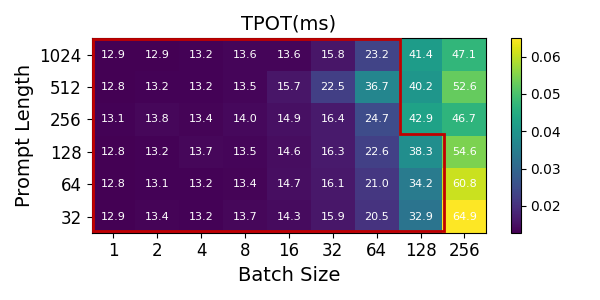 TPOT(ms)
Prompt Length
1024 12.9 12.9 13.2 13.6 13.6 15.8 23.2 41.4 47.1
512 12.8 13.2 13.2 13.5 15.7 22.5 36.7 40.2 52.6
256 13.1 13.8 13.4 14.0 14.9 16.4 24.7 42.9 46.7
128 12.8 13.2 13.7 13.5 14.6 16.3 22.6 38.3 54.6
64 12.8 13.1 13.2 13.4 14.7 16.1 21.0 34.2 60.8
32 12.9 13.4 13.2 13.7 14.3 15.9 20.5 32.9 64.9
1 2 4 8 16 32 64 128 256
Batch Size
0.06
0.05
0.04
0.03
0.02